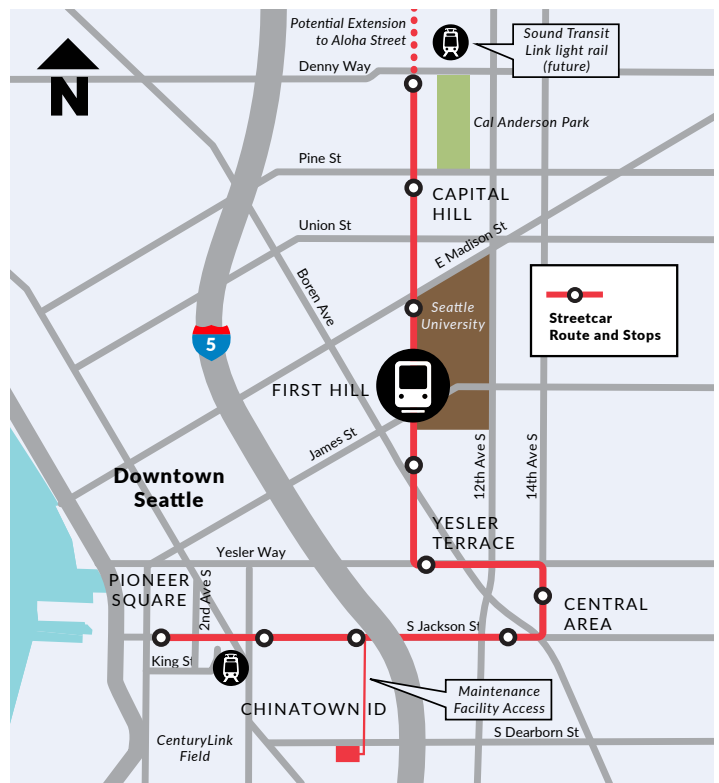 Potential Extension
to Aloha Street
Sound Transit
Link light rail
(future)
Denny Way
N
Cal Anderson Park
Pine St
CAPITAL
HILL
Union St
E Madison St
Boren Ave
Seattle
University
Streetcar
Route and Stops
5
FIRST HILL
James St
12th Ave S
14th Ave S
Downtown
Seattle
YESLER
TERRACE
Yesler Way
PIONEER
SQUARE
2nd Ave S
CENTRAL
AREA
S Jackson St
King St
Maintenance
Facility Access
CHINATOWN ID
S Dearborn St
CenturyLink
Field